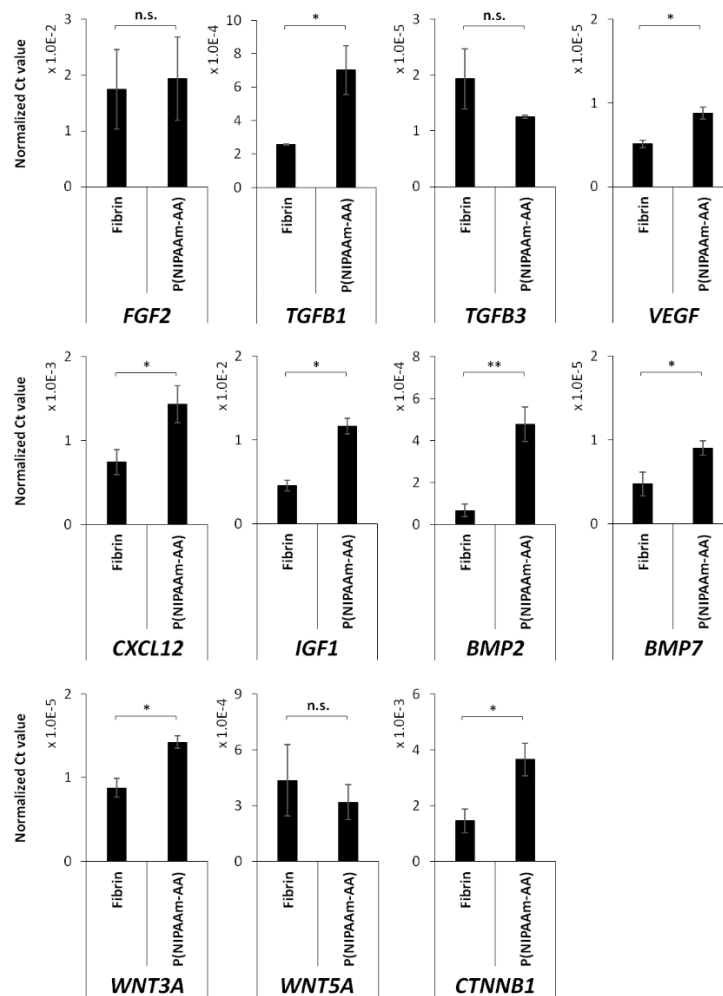 Normalized Ct value
x 1.0E-2
3
2
1
0
n.s.
Fibrin
P(NIPAAm-AA)
FGF2
x 1.0E-4
10
8
6
4
2
0
*
Fibrin
P(NIPAAm-AA)
TGFB1
x 1.0E-5
3
2
1
0
n.s.
Fibrin
P(NIPAAm-AA)
TGFB3
x 1.0E-5
2
1
0
*
Fibrin
P(NIPAAm-AA)
VEGF
Normalized Ct value
x 1.0E-3
2
1
0
*
Fibrin
P(NIPAAm-AA)
CXCL12
x 1.0E-2
2
1
0
*
Fibrin
P(NIPAAm-AA)
IGF1
x 1.0E-4
8
6
4
2
0
**
Fibrin
P(NIPAAm-AA)
BMP2
x 1.0E-5
2
1
0
*
Fibrin
P(NIPAAm-AA)
BMP7
Normalized Ct value
x 1.0E-5
2
1
0
*
Fibrin
P(NIPAAm-AA)
WNT3A
x 1.0E-4
9
6
3
0
n.s.
Fibrin
P(NIPAAm-AA)
WNT5A
x 1.0E-3
6
4
2
0
*
Fibrin
P(NIPAAm-AA)
CTNNB1